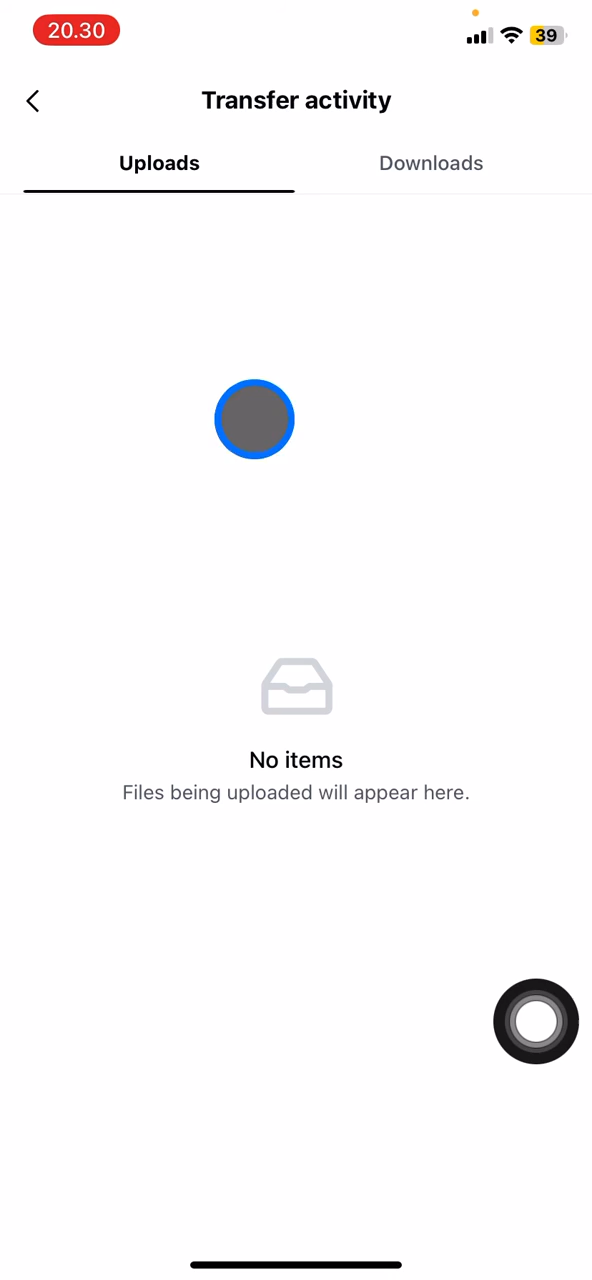 20.30
39
Transfer activity
Uploads
Downloads
No items
Files being uploaded will appear here.